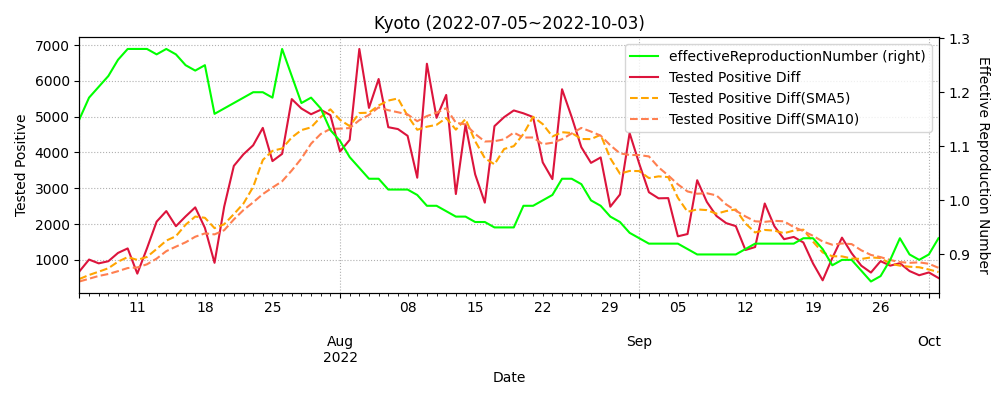 Kyoto (2022-07-05~2022-10-03)
effectiveReproductionNumber (right)
Tested Positive Diff
Tested Positive Diff(SMA5)
Tested Positive Diff(SMA10)
Tested Positive
7000
6000
5000
4000
3000
2000
1000
1.3
1.2
1.1
1.0
0.9
Effective Reproduction Number
11 18 25 08 15 22 29 05 12 19 26
Aug Sep Oct
2022
Date